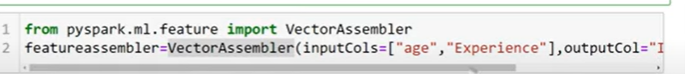 1 from pyspark.ml.feature import VectorAssembler
2 featureassembler=VectorAssembler(inputCols=["age","Experience"],outputCol="I